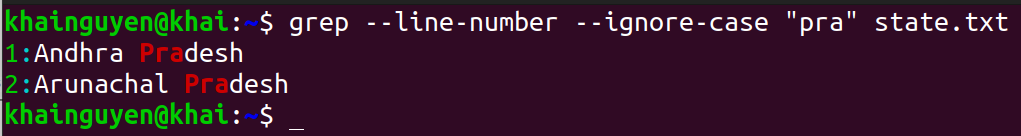 khainguyen@khai:~$ grep --line-number --ignore-case "pra" state.txt
1:Andhra Pradesh
2:Arunachal Pradesh
khainguyen@khai:~$ _